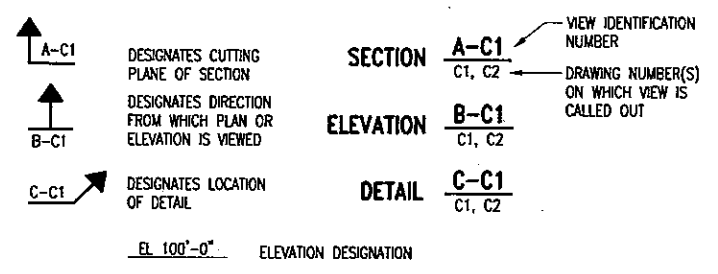 A-C1
DESIGNATES CUTTING
PLANE OF SECTION
SECTION
A-C1
C1, C2
VIEW IDENTIFICATION
NUMBER
DRAWING NUMBER(S)
ON WHICH VIEW IS
CALLED OUT
B-C1
DESIGNATES DIRECTION
FROM WHICH PLAN OR
ELEVATION IS VIEWED
ELEVATION
B-C1
C1, C2
C-C1
DESIGNATES LOCATION
OF DETAIL
DETAIL
C-C1
C1, C2
EL 100'-0"
ELEVATION DESIGNATION